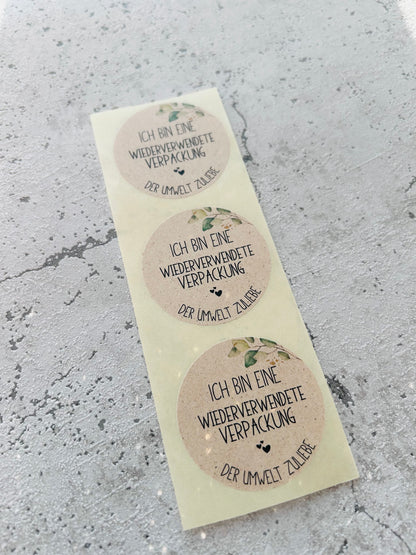 ICH BIN EINE
WIEDERVERWENDETE
VERPACKUNG
DER UMWELT ZULIEBE
ICH BIN EINE
WIEDERVERWENDETE
VERPACKUNG
DER UMWELT ZULIEBE
ICH BIN EINE
WIEDERVERWENDETE
VERPACKUNG
DER UMWELT ZULIEBE